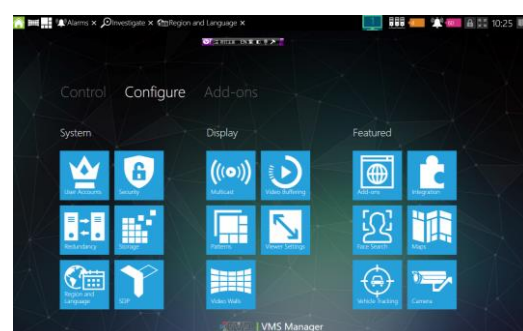 Alarms × Investigate × Region and Language ×
10:25
Control Configure Add-ons
System Display Featured
User Accounts Security Multicast Video Buffering Add-ons Integration
Redundancy Storage Patterns Viewer Settings Face Search Maps
Region and Language SDP Video Walls Vehicle Tracking Camera
VMS Manager